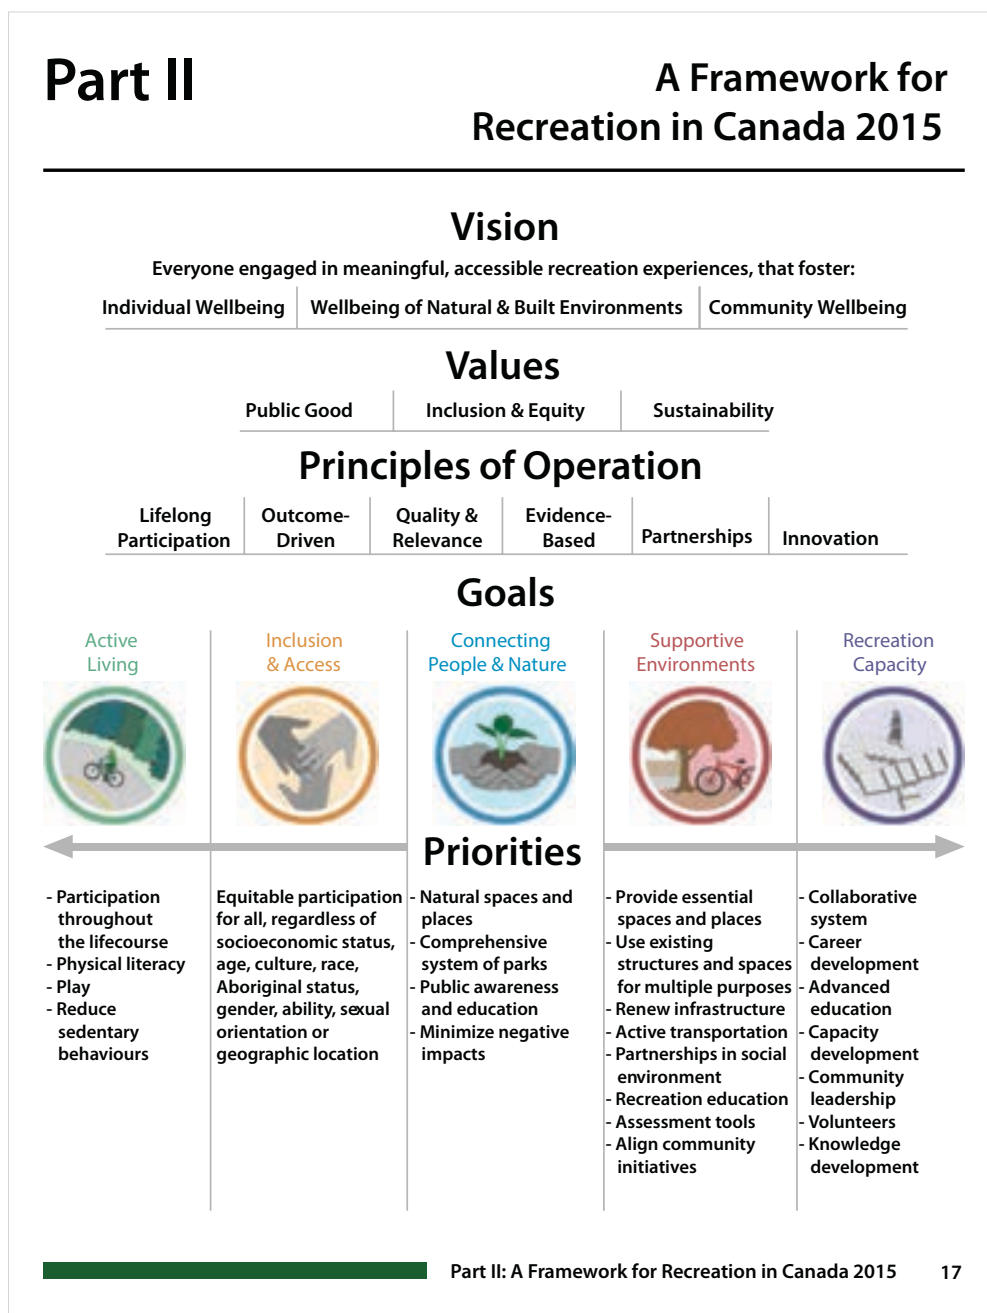 Part II
A Framework for
Recreation in Canada 2015
Vision
Everyone engaged in meaningful, accessible recreation experiences, that foster:
Individual Wellbeing
Wellbeing of Natural & Built Environments
Community Wellbeing
Values
Public Good
Inclusion & Equity
Sustainability
Principles of Operation
Lifelong
Participation
Outcome-
Driven
Quality &
Relevance
Evidence-
Based
Partnerships
Innovation
Goals
Active
Living
Inclusion
& Access
Connecting
People & Nature
Supportive
Environments
Recreation
Capacity
Priorities
- Participation
throughout
the lifecourse
- Physical literacy
- Play
- Reduce
sedentary
behaviours
Equitable participation
for all, regardless of
socioeconomic status,
age, culture, race,
Aboriginal status,
gender, ability, sexual
orientation or
geographic location
- Natural spaces and
places
- Comprehensive
system of parks
- Public awareness
and education
- Minimize negative
impacts
- Provide essential
spaces and places
- Use existing
structures and spaces
for multiple purposes
- Renew infrastructure
- Active transportation
- Partnerships in social
environment
- Recreation education
- Assessment tools
- Align community
initiatives
- Collaborative
system
- Career
development
- Advanced
education
- Capacity
development
- Community
leadership
- Volunteers
- Knowledge
development
Part II: A Framework for Recreation in Canada 2015 17